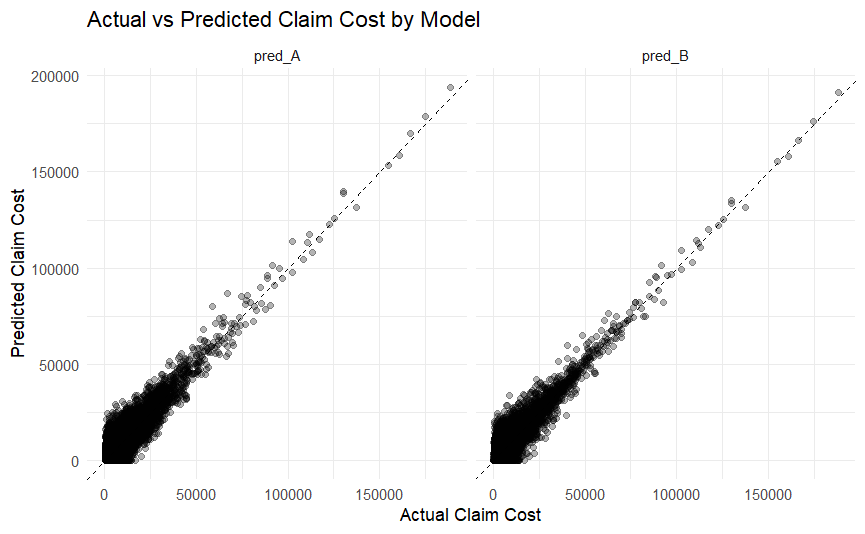 Actual vs Predicted Claim Cost by Model
pred_A
pred_B
Predicted Claim Cost
200000
150000
100000
50000
0
0 50000 100000 150000
0 50000 100000 150000
Actual Claim Cost